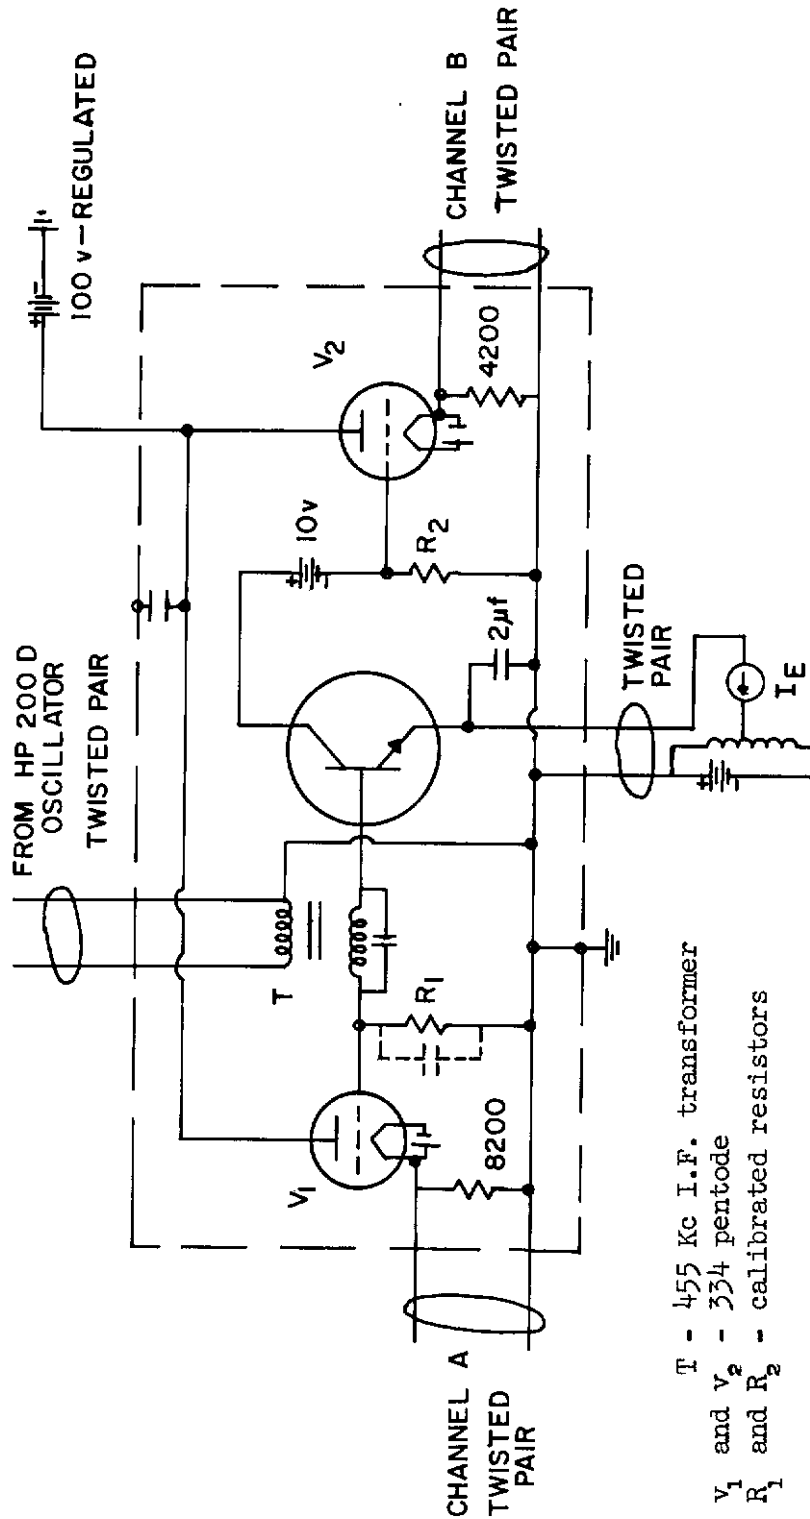 FROM HP 200 D
OSCILLATOR
TWISTED PAIR
100 v-REGULATED
T
V1
V2
10v
R1
R2
8200
4200
2μf
CHANNEL A
TWISTED
PAIR
CHANNEL B
TWISTED PAIR
TWISTED
PAIR
IE
T - 455 Kc I.F. transformer
V1 and V2 - 334 pentode
R1 and R2 - calibrated resistors